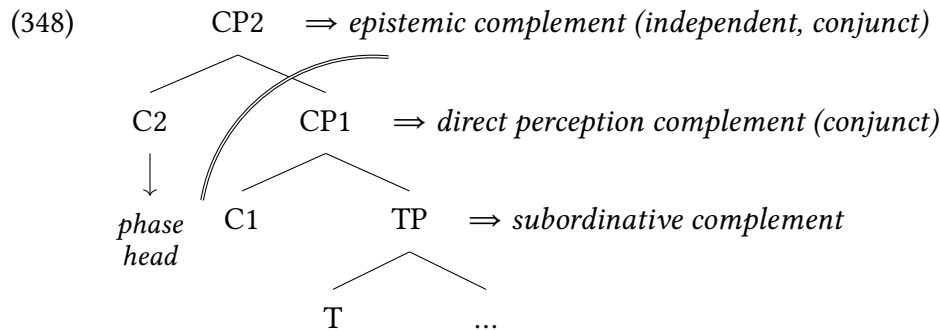 (348) CP2 ⇒ epistemic complement (independent, conjunct)
C2 CP1 ⇒ direct perception complement (conjunct)
phase
head
C1 TP ⇒ subordinative complement
T ...